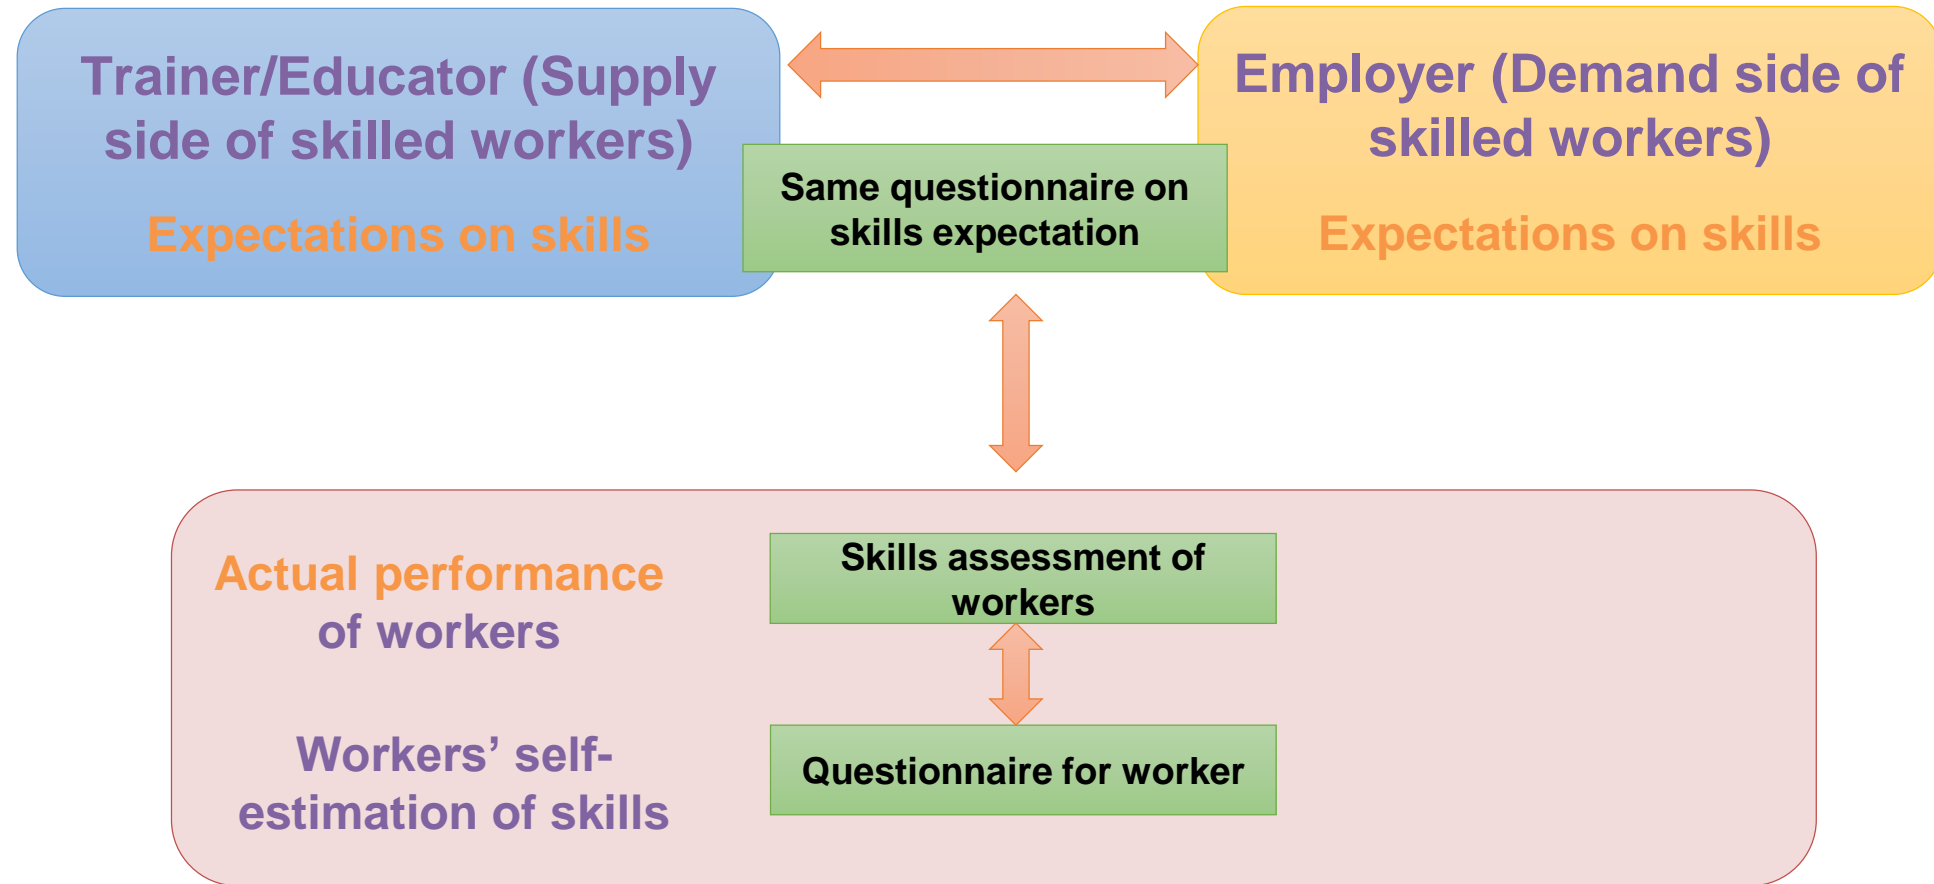 Trainer/Educator (Supply
side of skilled workers)
Expectations on skills
Same questionnaire on
skills expectation
Employer (Demand side of
skilled workers)
Expectations on skills
Actual performance
of workers
Skills assessment of
workers
Workers’ self-
estimation of skills
Questionnaire for worker